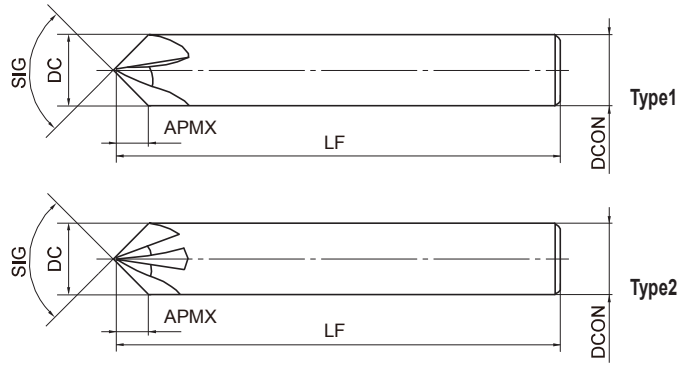 SIG
DC
APMX
LF
DCON
Type1
SIG
DC
APMX
LF
DCON
Type2